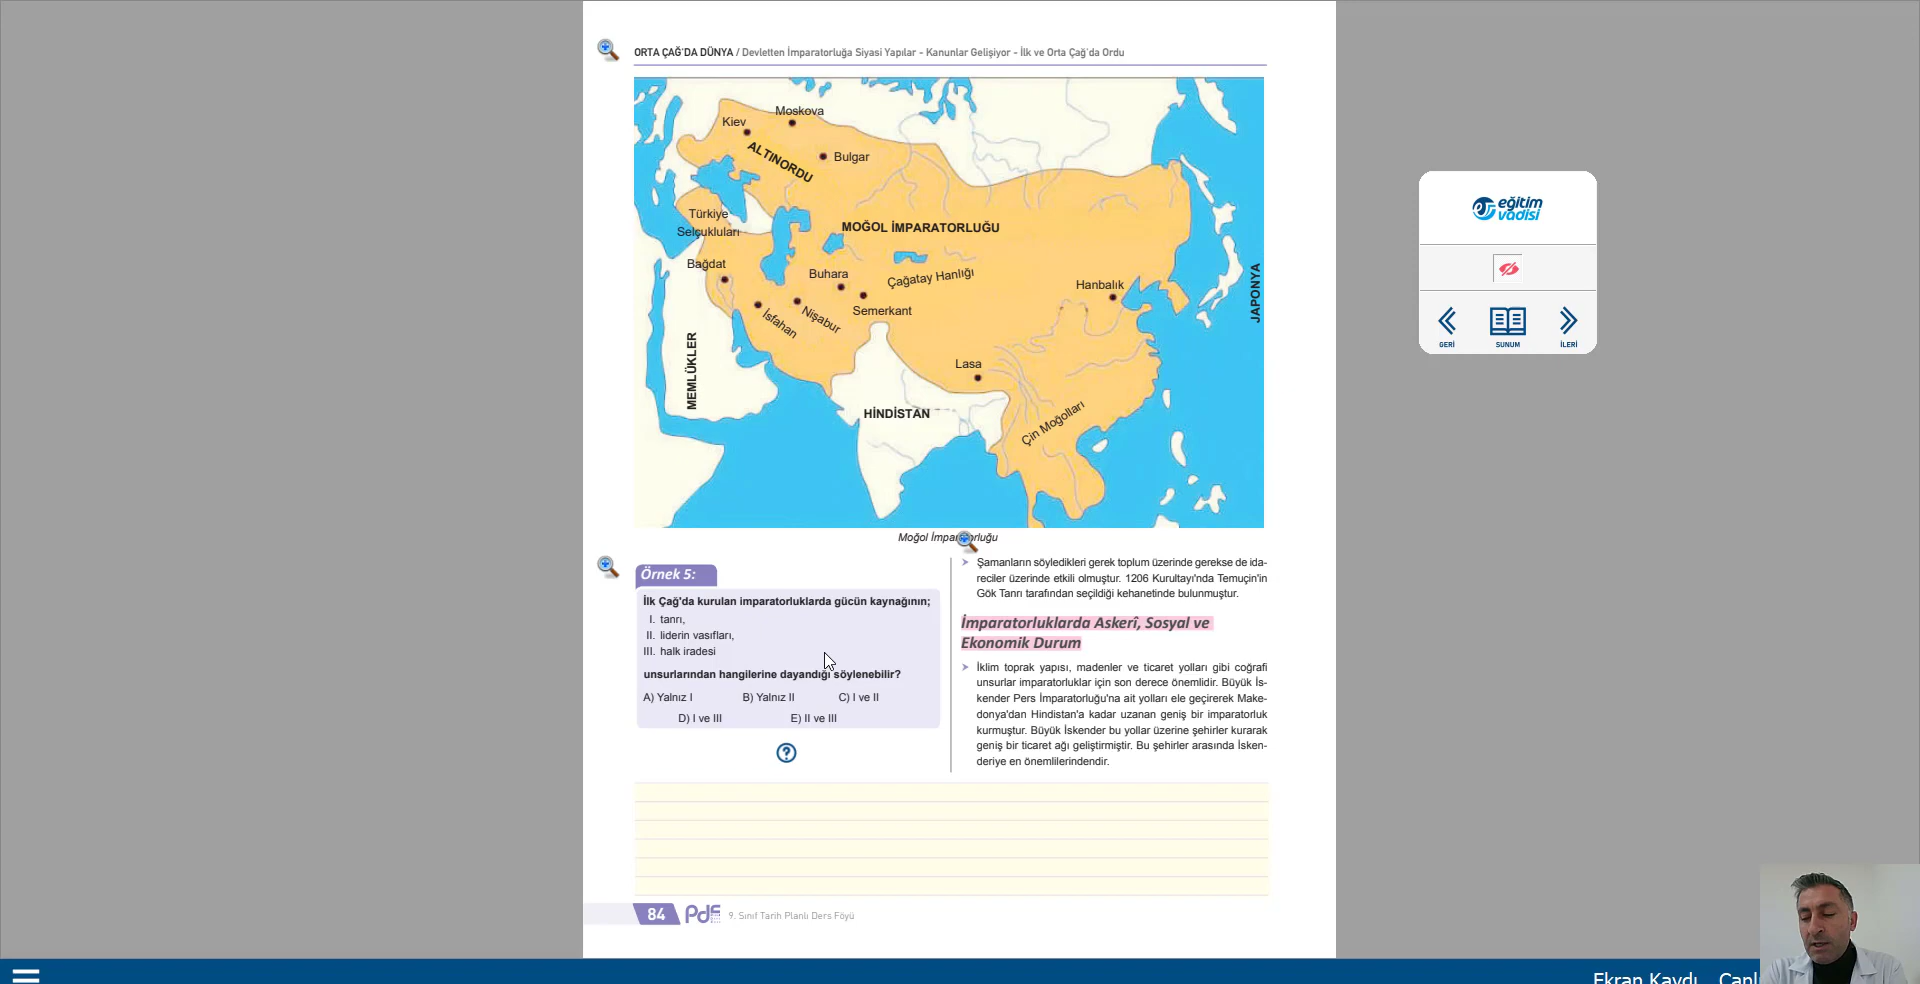 ORTA ÇAĞ'DA DÜNYA / Devletten İmparatorluğa Siyasi Yapılar - Kanunlar Gelişiyor - İlk ve Orta Çağ'da Ordu
Moskova
Kiev
ALTINORDU
Bulgar
Türkiye
Selçukluları
MOĞOL İMPARATORLUĞU
Bağdat
Buhara
Çağatay Hanlığı
Hanbalık
JAPONYA
İsfahan
Nişabur
Semerkant
MEMLÜKLER
Lasa
HİNDİSTAN
Çin Moğolları
Moğol İmparatorluğu
Örnek 5:
İlk Çağ'da kurulan imparatorluklarda gücün kaynağının;
I. tanrı,
II. liderin vasıfları,
III. halk iradesi
unsurlarından hangilerine dayandığı söylenebilir?
A) Yalnız I B) Yalnız II C) I ve II
D) I ve III E) II ve III
Şamanların söyledikleri gerek toplum üzerinde gerekse de ida-
reciler üzerinde etkili olmuştur. 1206 Kurultayı'nda Temuçin'in
Gök Tanrı tarafından seçildiği kehanetinde bulunmuştur.
İmparatorluklarda Askerî, Sosyal ve
Ekonomik Durum
İklim toprak yapısı, madenler ve ticaret yolları gibi coğrafi
unsurlar imparatorluklar için son derece önemlidir. Büyük İs-
kender Pers İmparatorluğu'na ait yolları ele geçirerek Make-
donya'dan Hindistan'a kadar uzanan geniş bir imparatorluk
kurmuştur. Büyük İskender bu yollar üzerine şehirler kurarak
geniş bir ticaret ağı geliştirmiştir. Bu şehirler arasında İsken-
deriye en önemlilerindendir.
84 Pdf 9. Sınıf Tarih Planlı Ders Föyü
eğitim
vadisi
GERİ SUNUM İLERİ
Ekran Kaydı